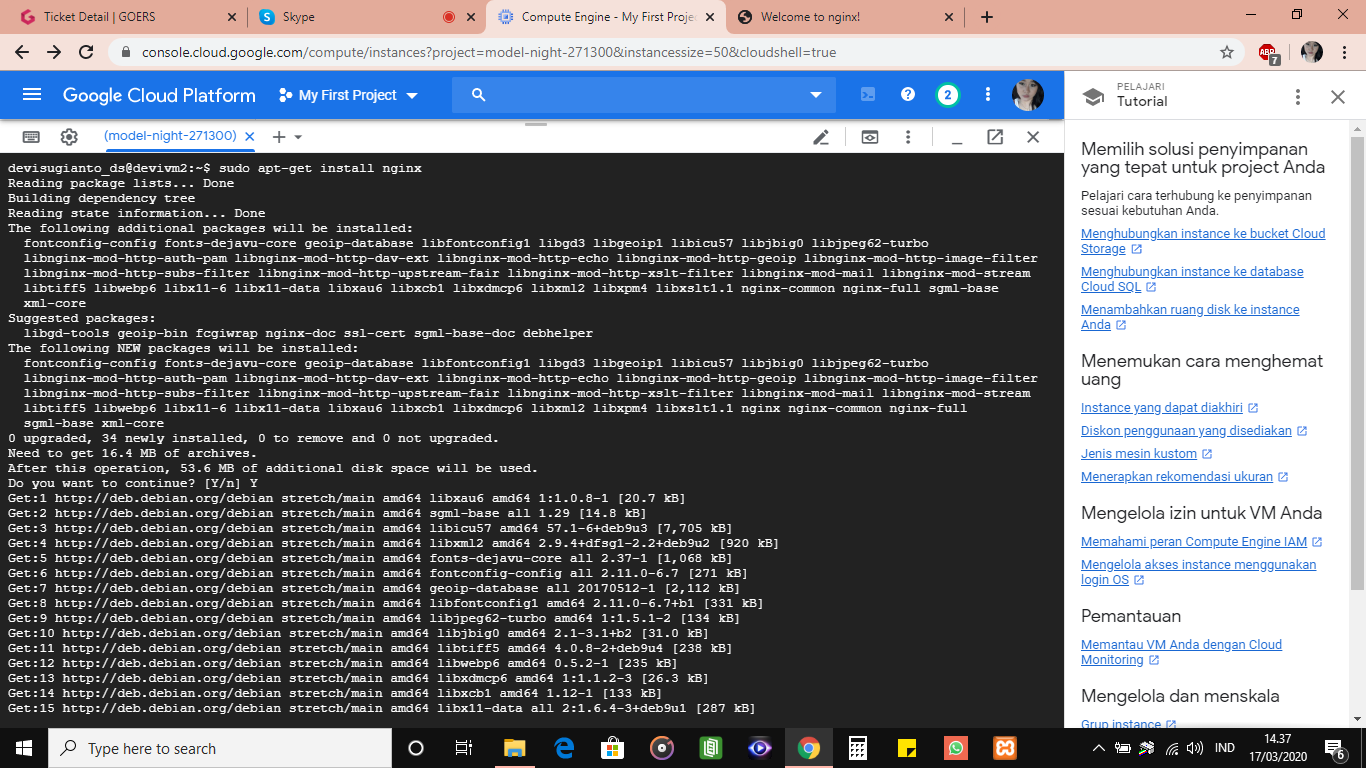 Ticket Detail | GOERS
Skype
Compute Engine - My First Proje
Welcome to nginx!
console.cloud.google.com/compute/instances?project=model-night-271300&instancessize=50&cloudshell=true
ABP
7
Google Cloud Platform
My First Project
2
(model-night-271300)
devisugianto_ds@devivm2:~$ sudo apt-get install nginx
Reading package lists... Done
Building dependency tree
Reading state information... Done
The following additional packages will be installed:
fontconfig-config fonts-dejavu-core geoip-database libfontconfig1 libgd3 libgeoip1 libicu57 libjbig0 libjpeg62-turbo
libnginx-mod-http-auth-pam libnginx-mod-http-dav-ext libnginx-mod-http-echo libnginx-mod-http-geoip libnginx-mod-http-image-filter
libnginx-mod-http-subs-filter libnginx-mod-http-upstream-fair libnginx-mod-http-xslt-filter libnginx-mod-mail libnginx-mod-stream
libtiff5 libwebp6 libx11-6 libx11-data libxau6 libxcb1 libxdmcp6 libxml2 libxpm4 libxslt1.1 nginx-common nginx-full sgml-base
xml-core
Suggested packages:
libgd-tools geoip-bin fcgiwrap nginx-doc ssl-cert sgml-base-doc debhelper
The following NEW packages will be installed:
fontconfig-config fonts-dejavu-core geoip-database libfontconfig1 libgd3 libgeoip1 libicu57 libjbig0 libjpeg62-turbo
libnginx-mod-http-auth-pam libnginx-mod-http-dav-ext libnginx-mod-http-echo libnginx-mod-http-geoip libnginx-mod-http-image-filter
libnginx-mod-http-subs-filter libnginx-mod-http-upstream-fair libnginx-mod-http-xslt-filter libnginx-mod-mail libnginx-mod-stream
libtiff5 libwebp6 libx11-6 libx11-data libxau6 libxcb1 libxdmcp6 libxml2 libxpm4 libxslt1.1 nginx nginx-common nginx-full
sgml-base xml-core
0 upgraded, 34 newly installed, 0 to remove and 0 not upgraded.
Need to get 16.4 MB of archives.
After this operation, 53.6 MB of additional disk space will be used.
Do you want to continue? [Y/n] Y
Get:1 http://deb.debian.org/debian stretch/main amd64 libxau6 amd64 1:1.0.8-1 [20.7 kB]
Get:2 http://deb.debian.org/debian stretch/main amd64 sgml-base all 1.29 [14.8 kB]
Get:3 http://deb.debian.org/debian stretch/main amd64 libicu57 amd64 57.1-6+deb9u3 [7,705 kB]
Get:4 http://deb.debian.org/debian stretch/main amd64 libxml2 amd64 2.9.4+dfsg1-2.2+deb9u2 [920 kB]
Get:5 http://deb.debian.org/debian stretch/main amd64 fonts-dejavu-core all 2.37-1 [1,068 kB]
Get:6 http://deb.debian.org/debian stretch/main amd64 fontconfig-config all 2.11.0-6.7 [271 kB]
Get:7 http://deb.debian.org/debian stretch/main amd64 geoip-database all 20170512-1 [2,112 kB]
Get:8 http://deb.debian.org/debian stretch/main amd64 libfontconfig1 amd64 2.11.0-6.7+b1 [331 kB]
Get:9 http://deb.debian.org/debian stretch/main amd64 libjpeg62-turbo amd64 1:1.5.1-2 [134 kB]
Get:10 http://deb.debian.org/debian stretch/main amd64 libjbig0 amd64 2.1-3.1+b2 [31.0 kB]
Get:11 http://deb.debian.org/debian stretch/main amd64 libtiff5 amd64 4.0.8-2+deb9u4 [238 kB]
Get:12 http://deb.debian.org/debian stretch/main amd64 libwebp6 amd64 0.5.2-1 [235 kB]
Get:13 http://deb.debian.org/debian stretch/main amd64 libxdmcp6 amd64 1:1.1.2-3 [26.3 kB]
Get:14 http://deb.debian.org/debian stretch/main amd64 libxcb1 amd64 1.12-1 [133 kB]
Get:15 http://deb.debian.org/debian stretch/main amd64 libx11-data all 2:1.6.4-3+deb9u1 [287 kB]
PELAJARI
Tutorial
Memilih solusi penyimpanan
yang tepat untuk project Anda
Pelajari cara terhubung ke penyimpanan
sesuai kebutuhan Anda.
Menghubungkan instance ke bucket Cloud
Storage
Menghubungkan instance ke database
Cloud SQL
Menambahkan ruang disk ke instance
Anda
Menemukan cara menghemat
uang
Instance yang dapat diakhiri
Diskon penggunaan yang disediakan
Jenis mesin kustom
Menerapkan rekomendasi ukuran
Mengelola izin untuk VM Anda
Memahami peran Compute Engine IAM
Mengelola akses instance menggunakan
login OS
Pemantauan
Memantau VM Anda dengan Cloud
Monitoring
Mengelola dan menskala
Grup instance
Type here to search
IND
14.37
17/03/2020
6